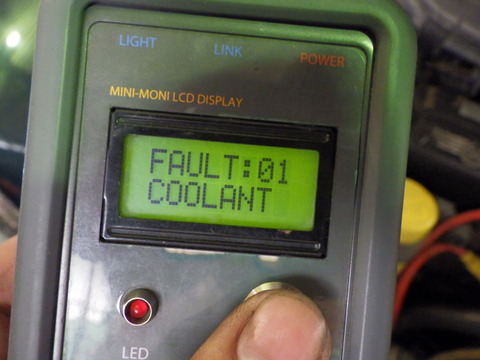 LIGHT LINK POWER
MINI-MONI LCD DISPLAY
FAULT:01
COOLANT
LED